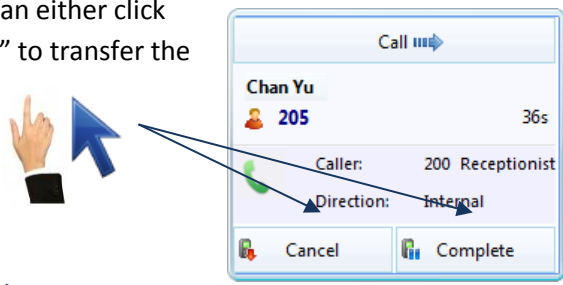 an either click
" to transfer the
Call
Chan Yu
205 36s
Caller: 200 Receptionist
Direction: Internal
Cancel Complete